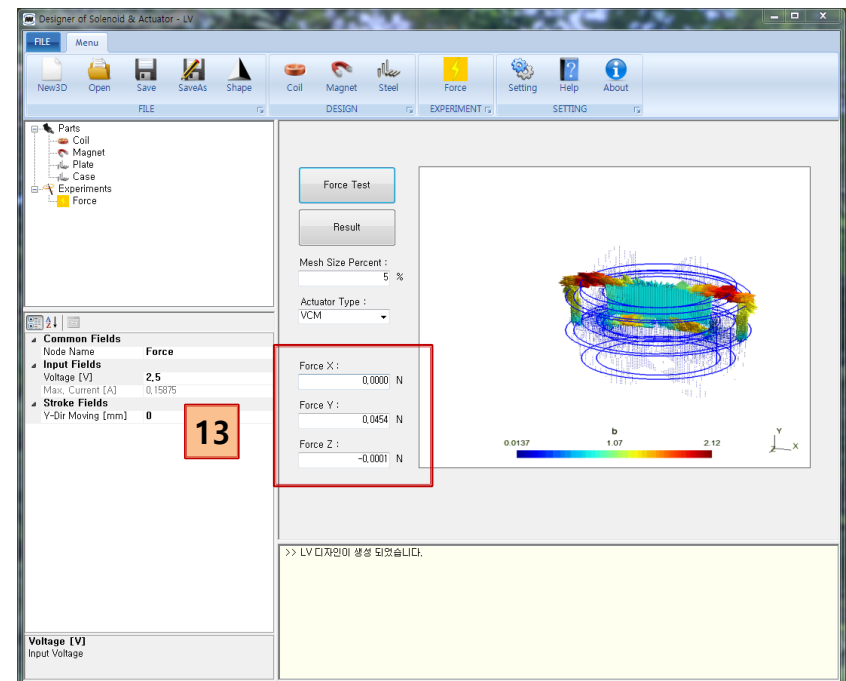 Designer of Solenoid & Actuator - LV
FILE Menu
New3D Open Save SaveAs Shape Coil Magnet Steel Force Setting Help About
FILE DESIGN EXPERIMENT SETTING
Parts
Coil
Magnet
Plate
Case
Experiments
Force
Force Test
Result
Mesh Size Percent :
5 %
Actuator Type :
VCM
Common Fields
Node Name Force
Input Fields
Voltage [V] 2,5
Max, Current [A] 0,15875
Stroke Fields
Y-Dir Moving [mm] 0
13
Force X :
0,0000 N
Force Y :
0,0454 N
Force Z :
-0,0001 N
b
0.0137 1.07 2.12
Y
Z X
>> LV 디자인이 생성 되었습니다,
Voltage [V]
Input Voltage